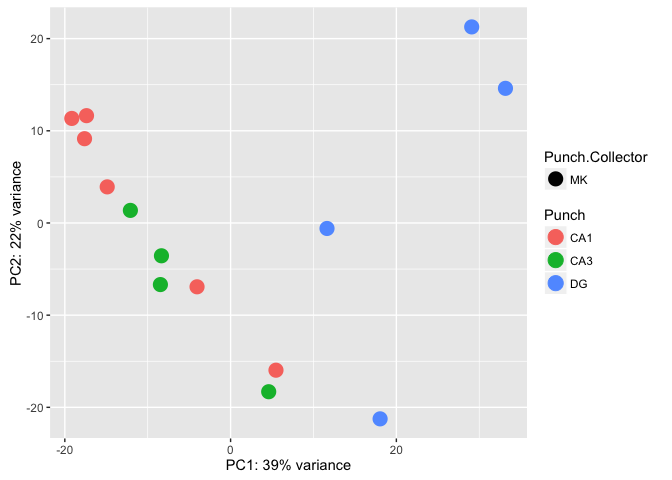 20
10
0
-10
-20
PC2: 22% variance
-20
0
20
PC1: 39% variance
Punch.Collector
MK
Punch
CA1
CA3
DG